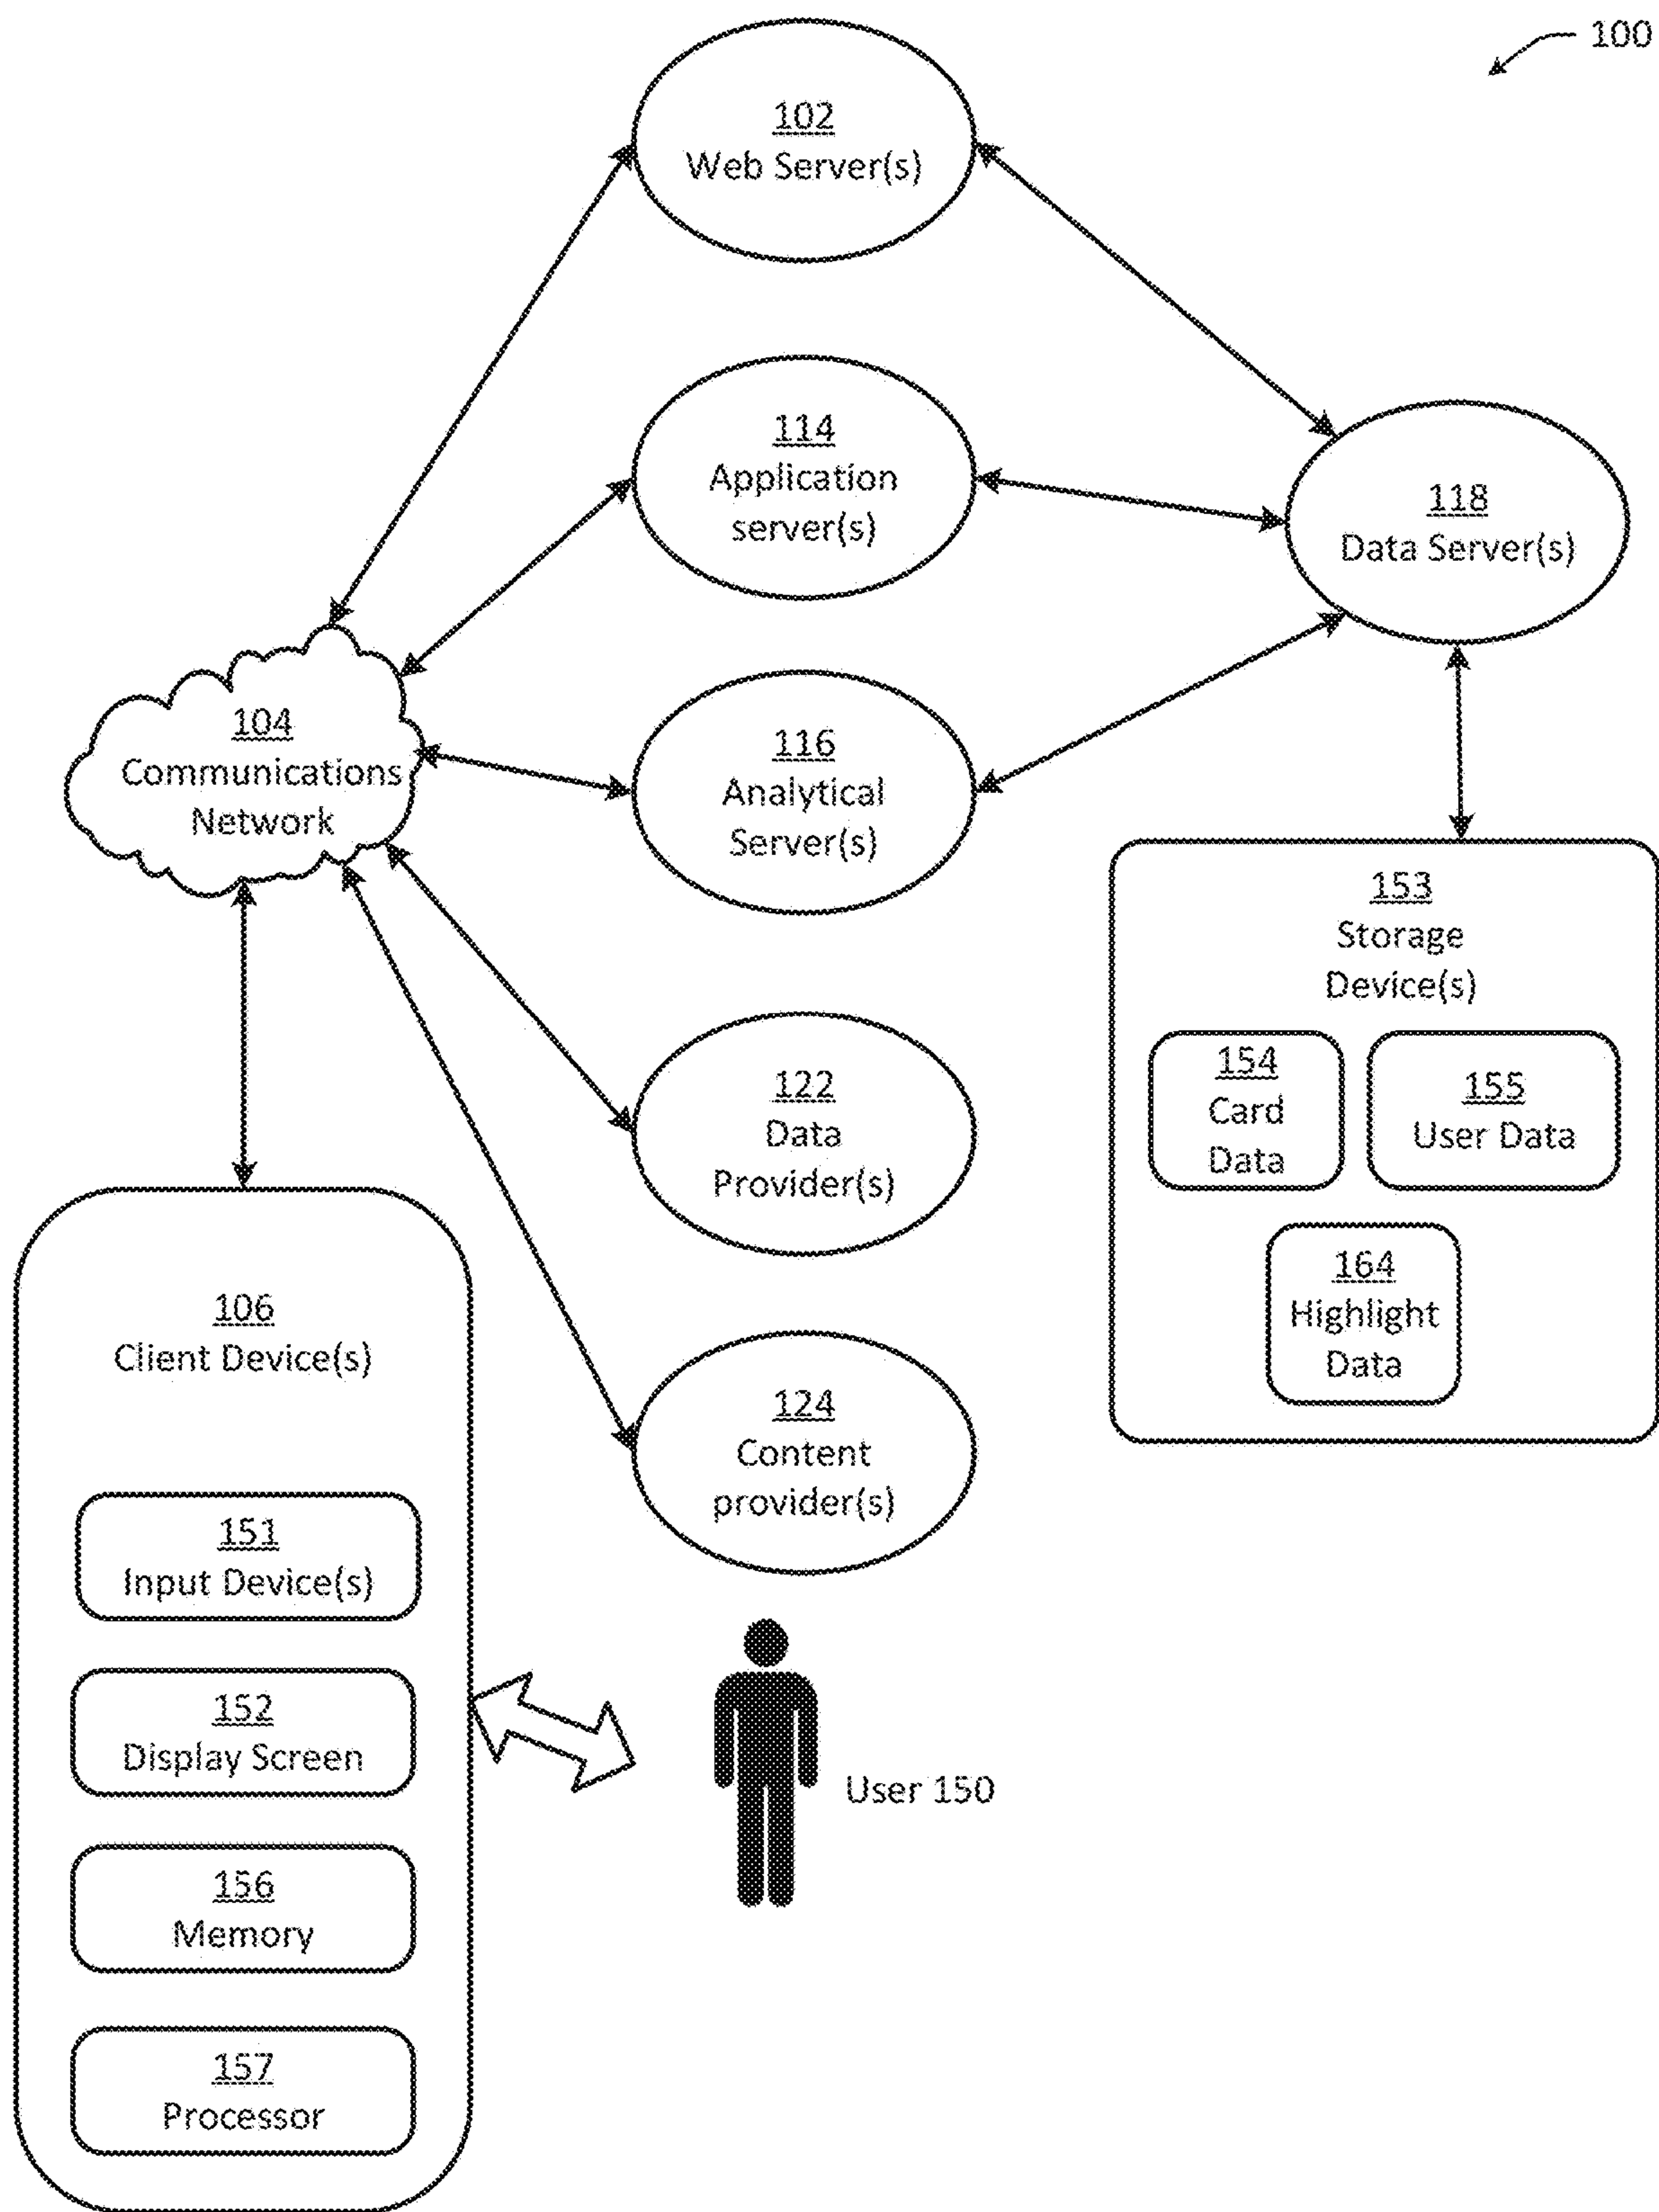 100
102
Web Server(s)
114
Application
server(s)
118
Data Server(s)
104
Communications
Network
116
Analytical
Server(s)
153
Storage
Device(s)
154
Card
Data
155
User Data
164
Highlight
Data
122
Data
Provider(s)
124
Content
provider(s)
106
Client Device(s)
151
Input Device(s)
152
Display Screen
156
Memory
157
Processor
User 150